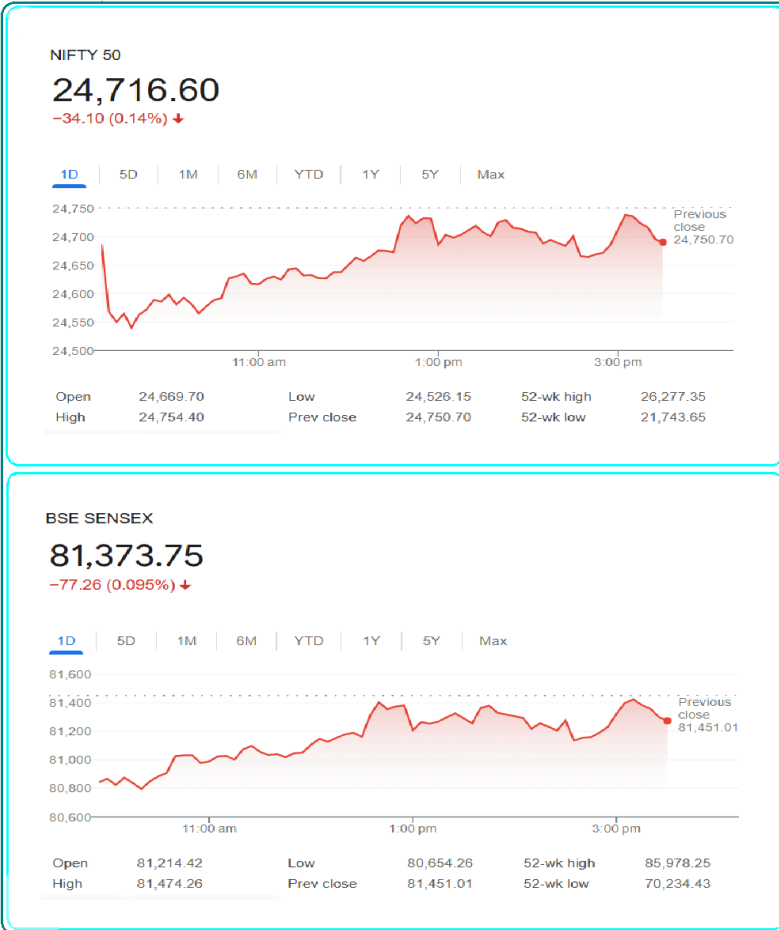 NIFTY 50
24,716.60
−34.10 (0.14%) ↓
1D 5D 1M 6M YTD 1Y 5Y Max
24,750
24,700
24,650
24,600
24,550
24,500
Previous
close
24,750.70
11:00 am 1:00 pm 3:00 pm
Open 24,669.70 Low 24,526.15 52-wk high 26,277.35
High 24,754.40 Prev close 24,750.70 52-wk low 21,743.65
BSE SENSEX
81,373.75
−77.26 (0.095%) ↓
1D 5D 1M 6M YTD 1Y 5Y Max
81,600
81,400
81,200
81,000
80,800
80,600
Previous
close
81,451.01
11:00 am 1:00 pm 3:00 pm
Open 81,214.42 Low 80,654.26 52-wk high 85,978.25
High 81,474.26 Prev close 81,451.01 52-wk low 70,234.43